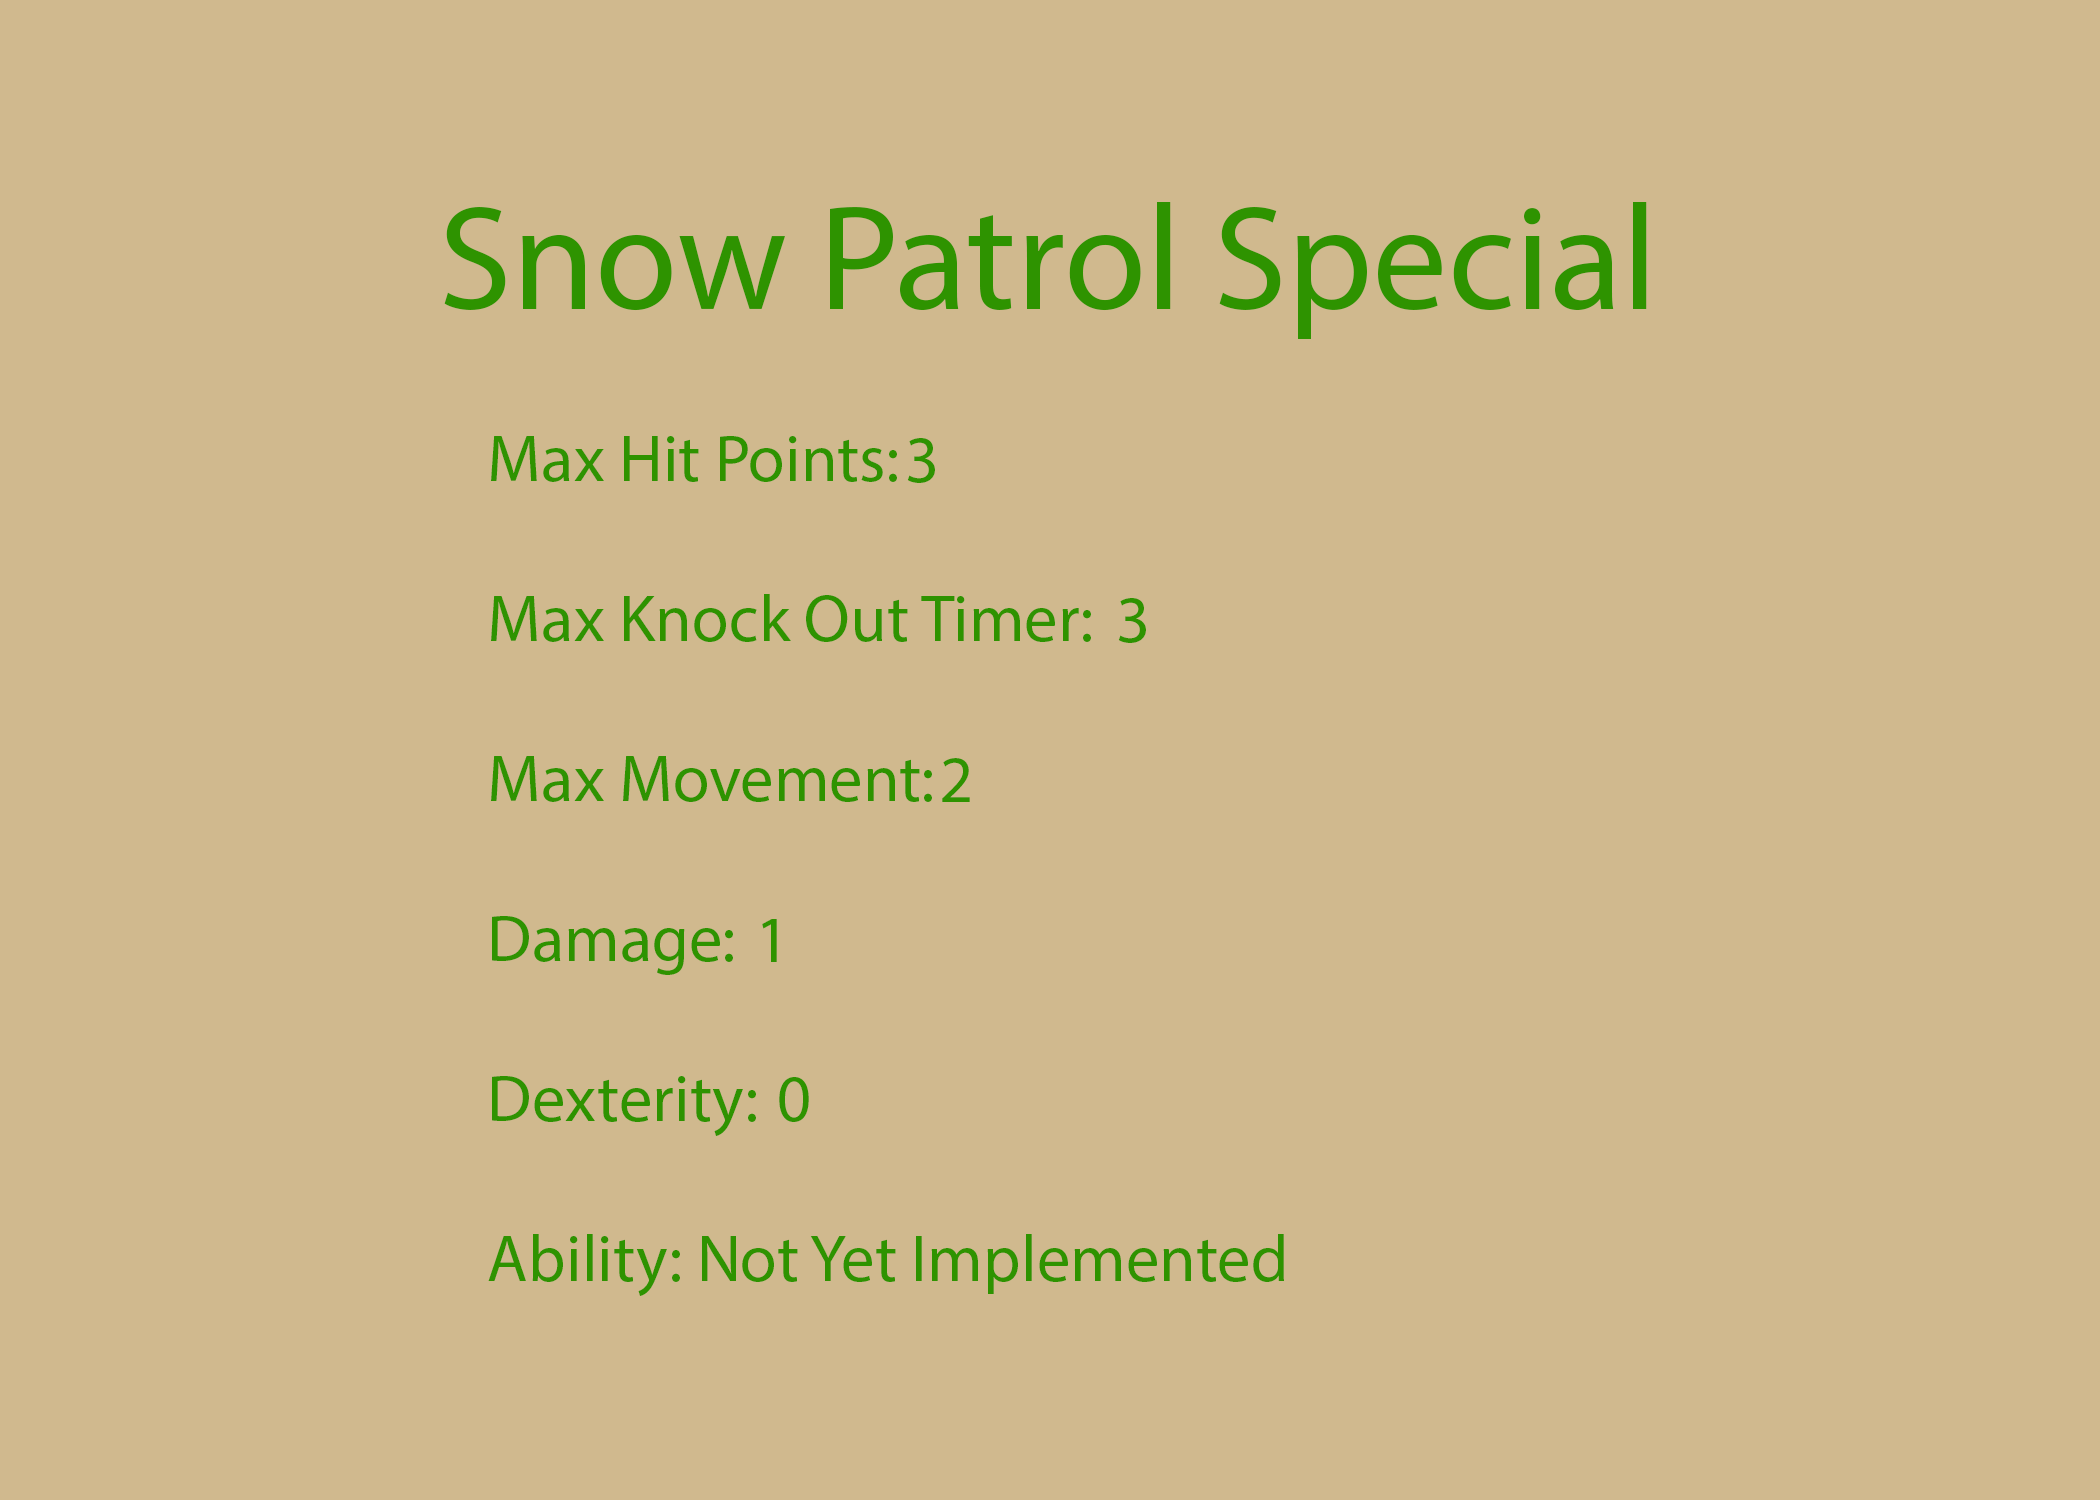 Snow Patrol Special
Max Hit Points: 3
Max Knock Out Timer: 3
Max Movement: 2
Damage: 1
Dexterity: 0
Ability: Not Yet Implemented